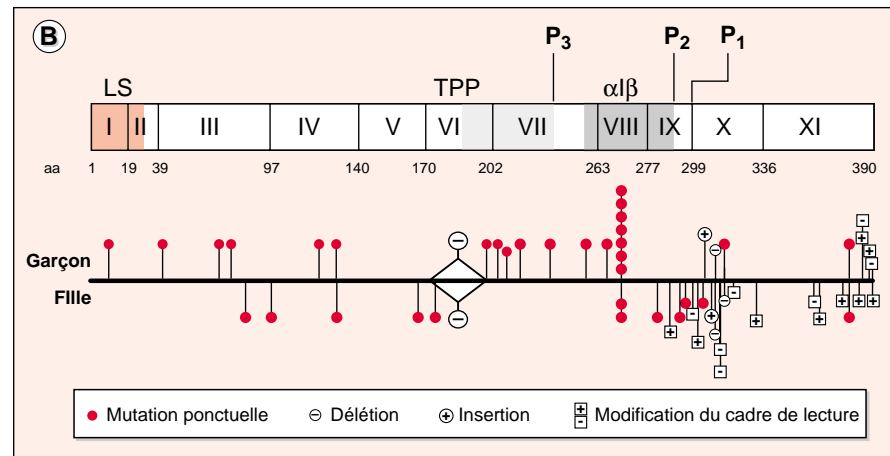 B
P3 P2 P1
LS TPP αIβ
I II III IV V VI VII VIII IX X XI
aa 1 19 39 97 140 170 202 263 277 299 336 390
Garçon
FIlle
Mutation ponctuelle Délétion Insertion Modification du cadre de lecture